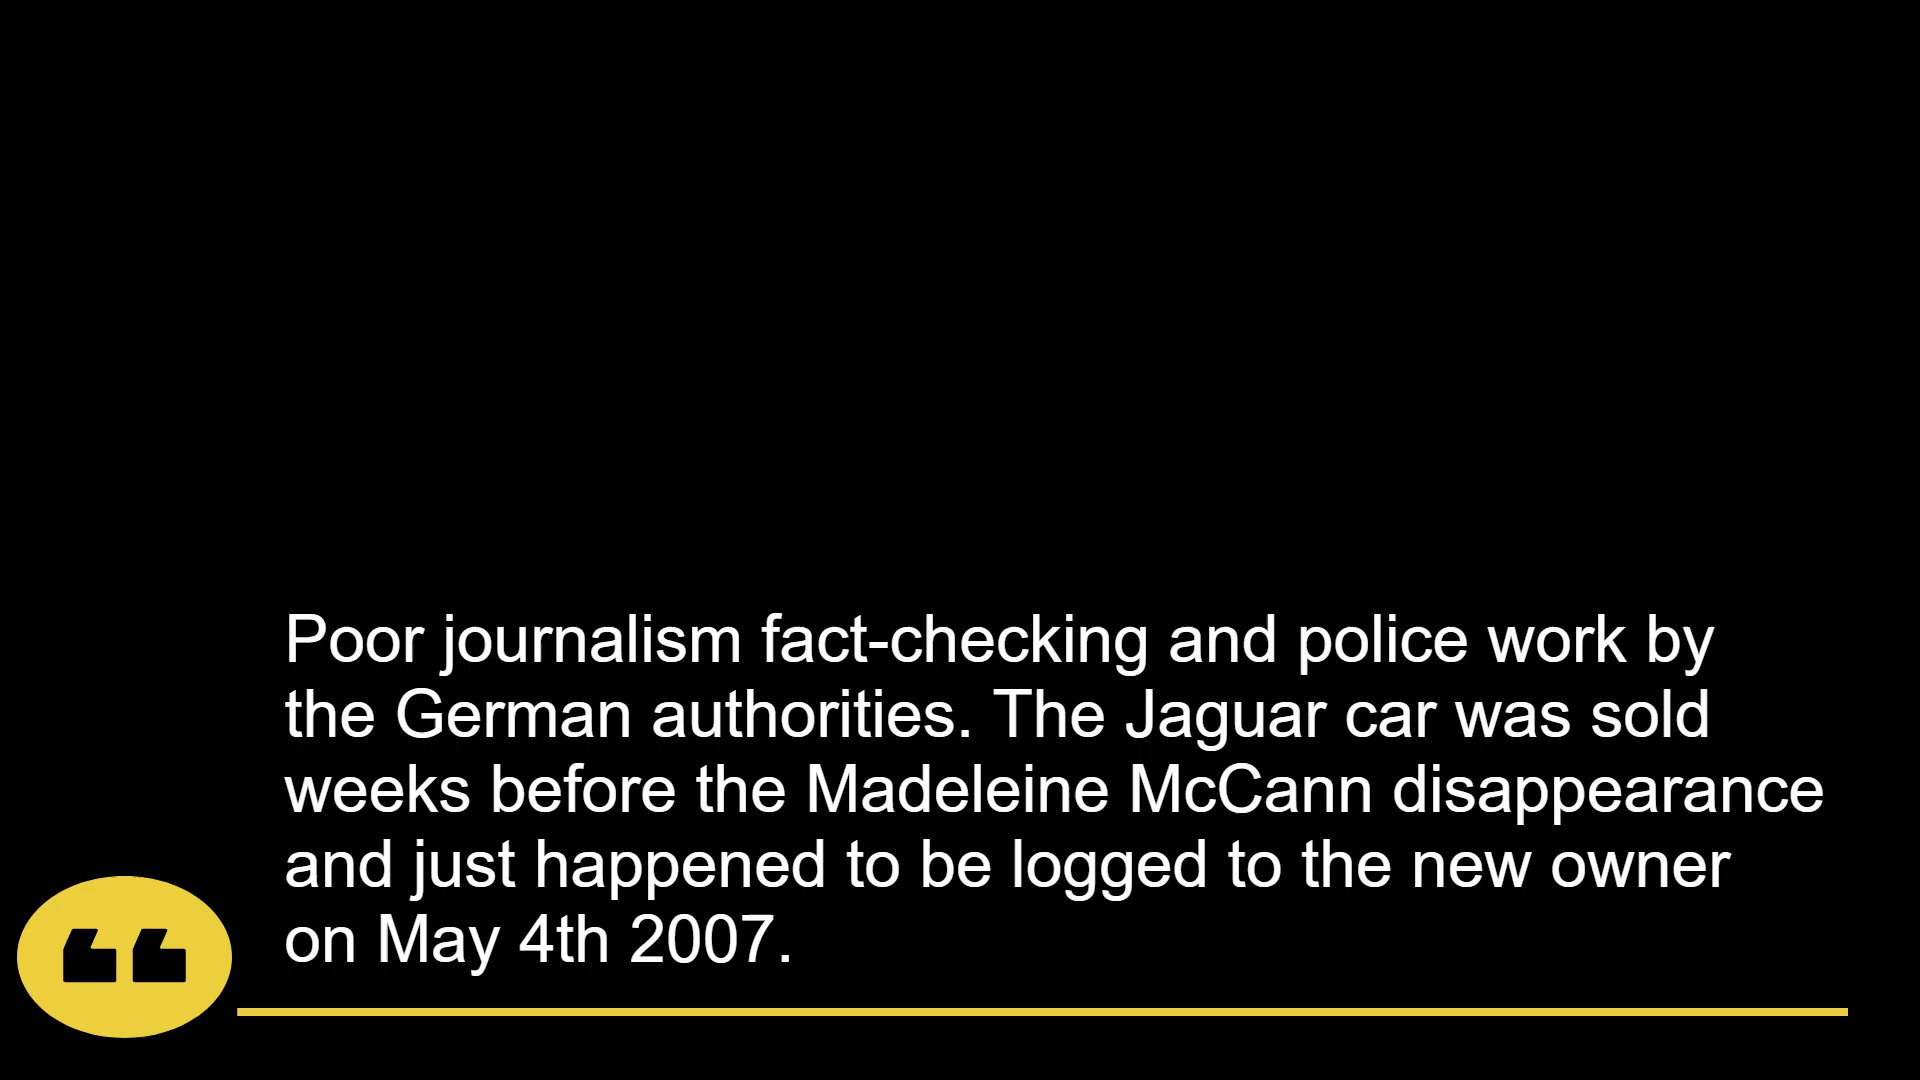 Poor journalism fact-checking and police work by
the German authorities. The Jaguar car was sold
weeks before the Madeleine McCann disappearance
and just happened to be logged to the new owner
on May 4th 2007.